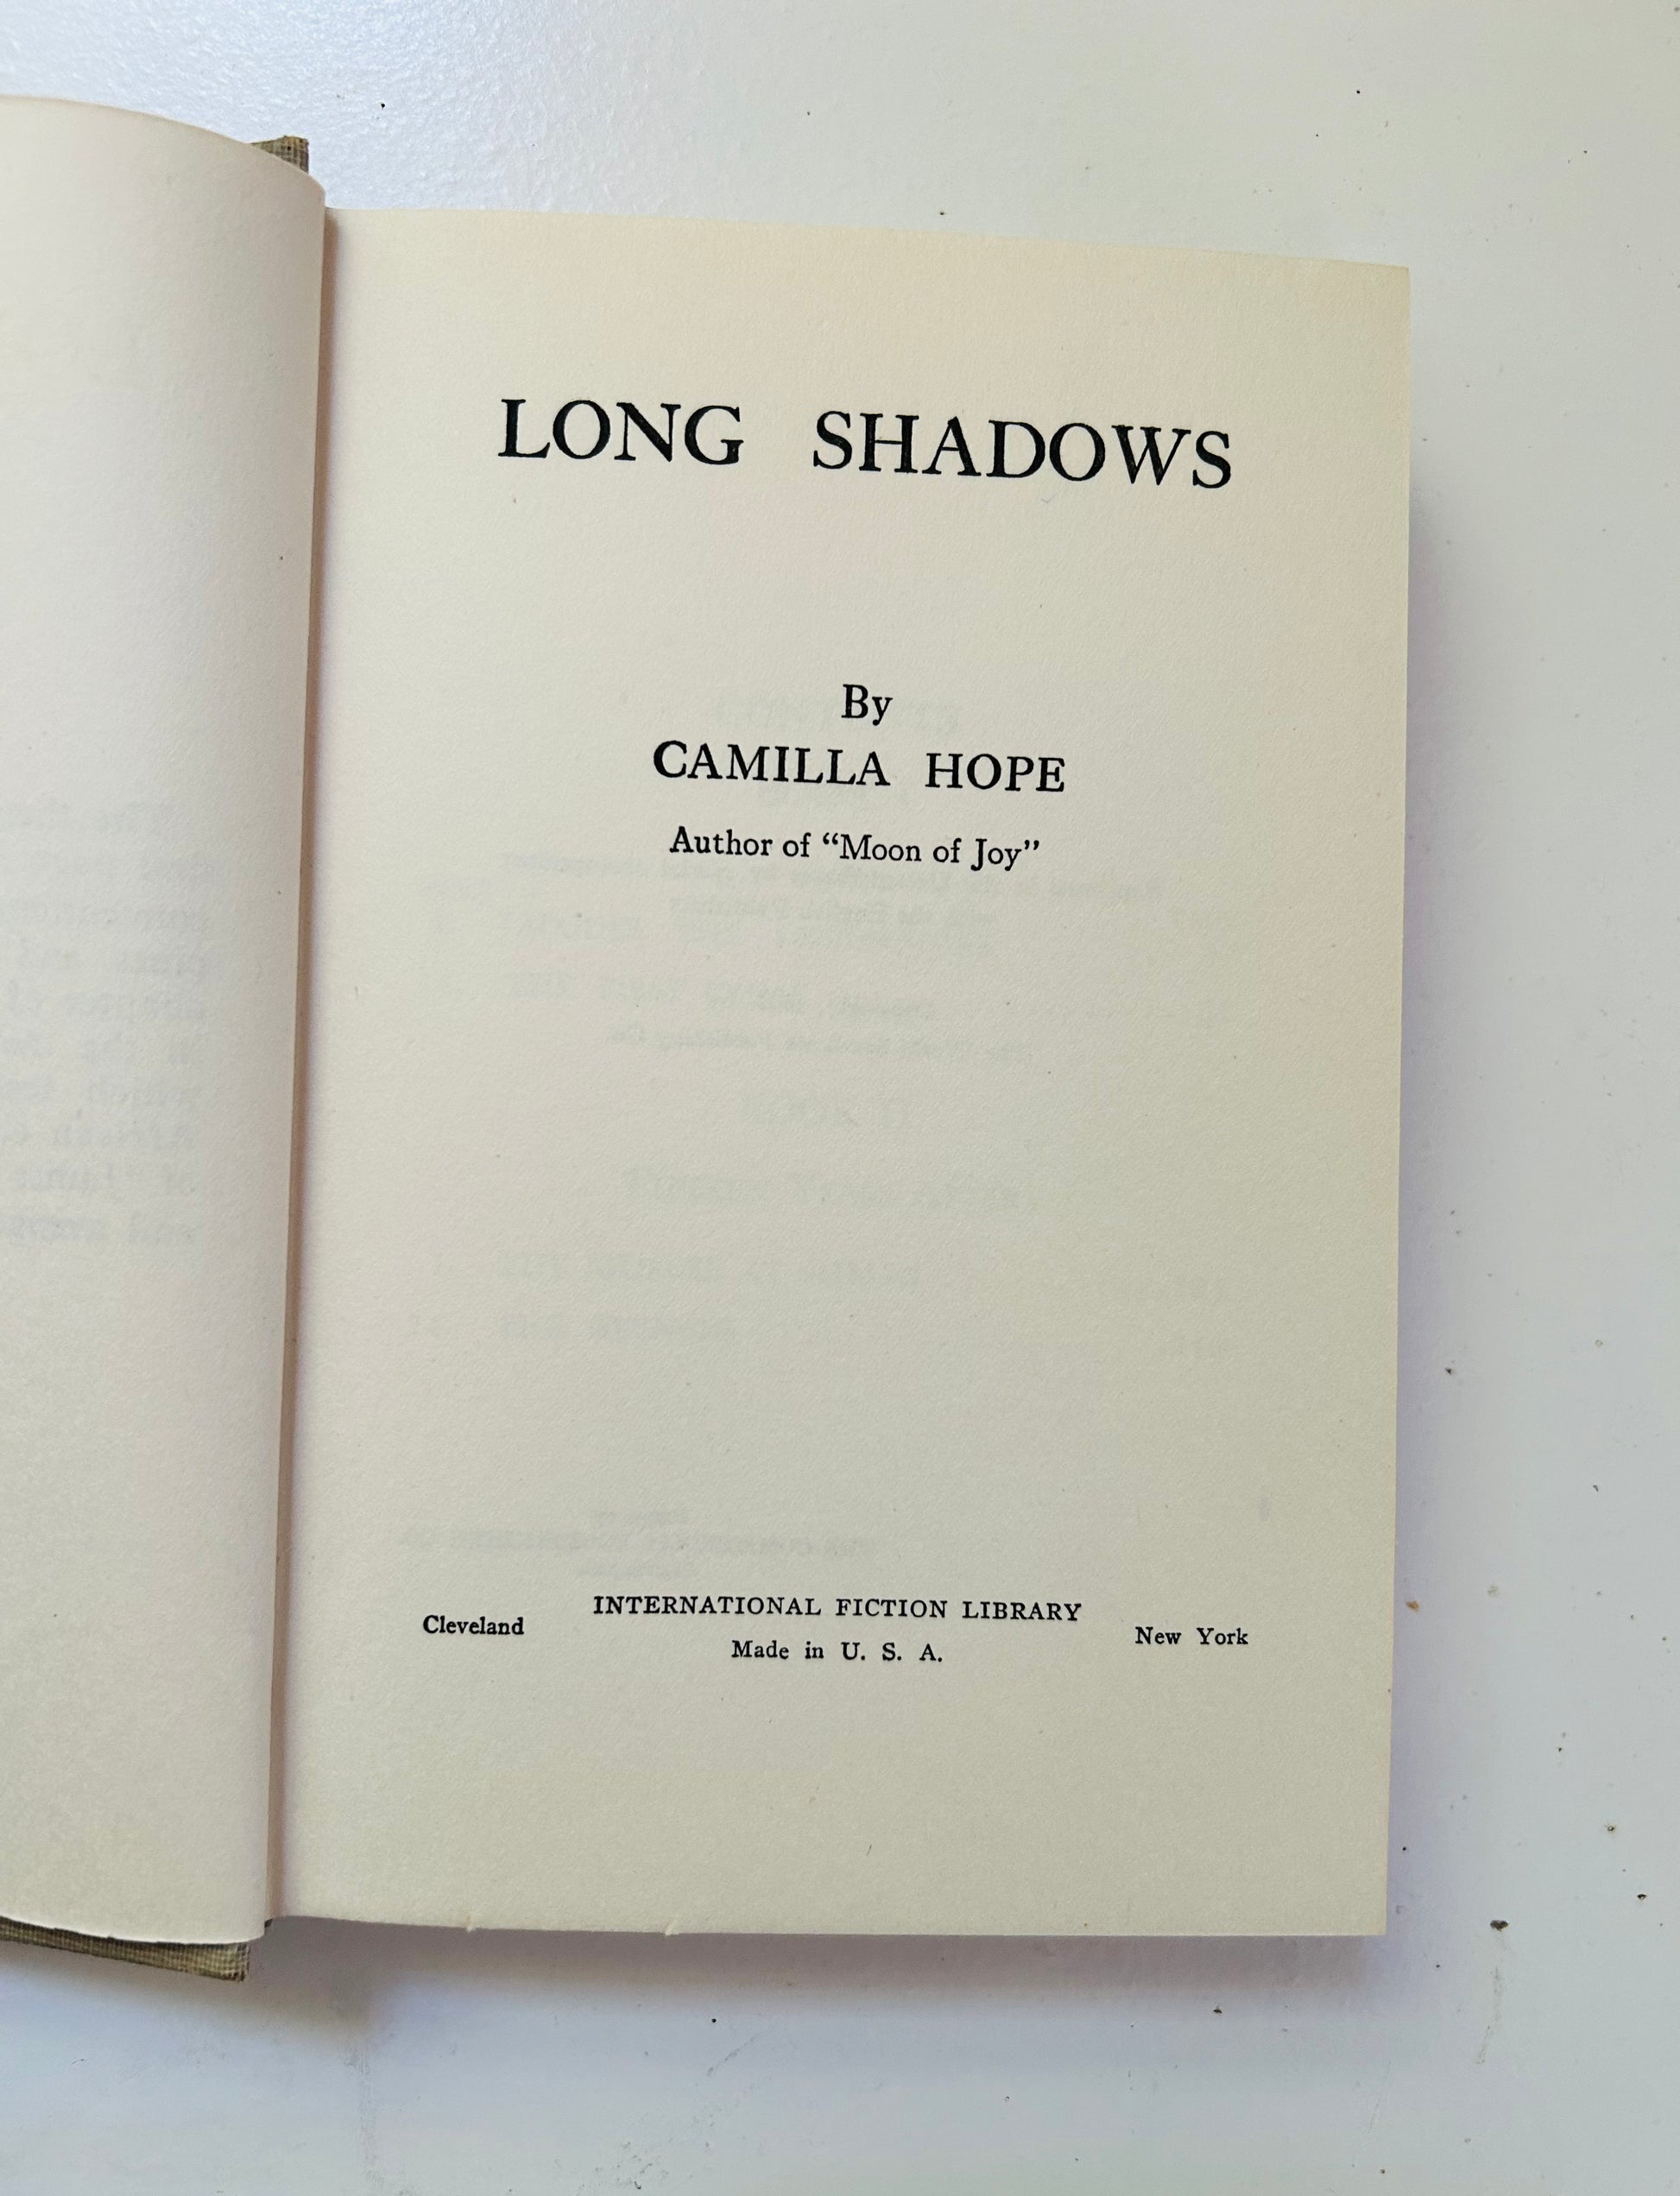 LONG SHADOWS
By
CAMILLA HOPE
Author of “Moon of Joy”
INTERNATIONAL FICTION LIBRARY
Cleveland
New York
Made in U. S. A.